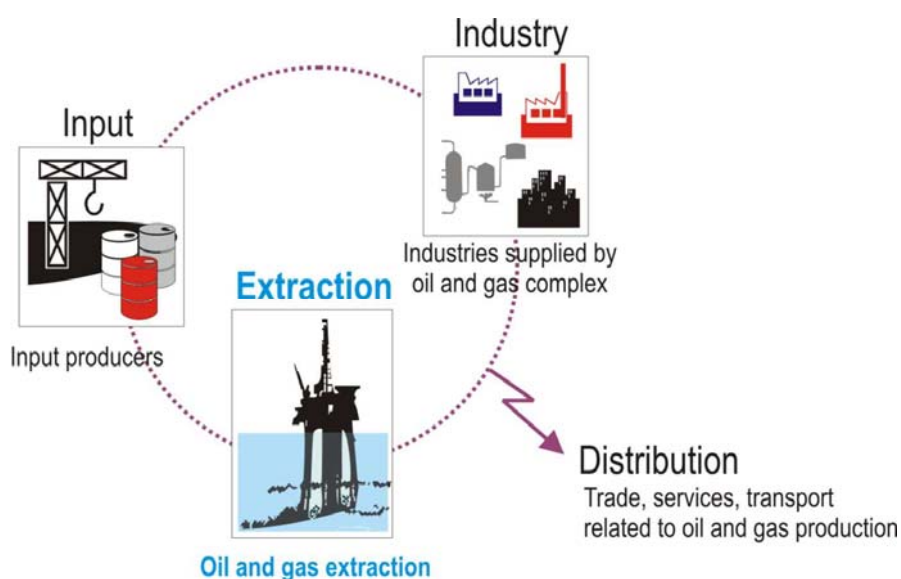 Industry
Input
Industries supplied by
oil and gas complex
Extraction
Input producers
Distribution
Trade, services, transport
related to oil and gas production
Oil and gas extraction